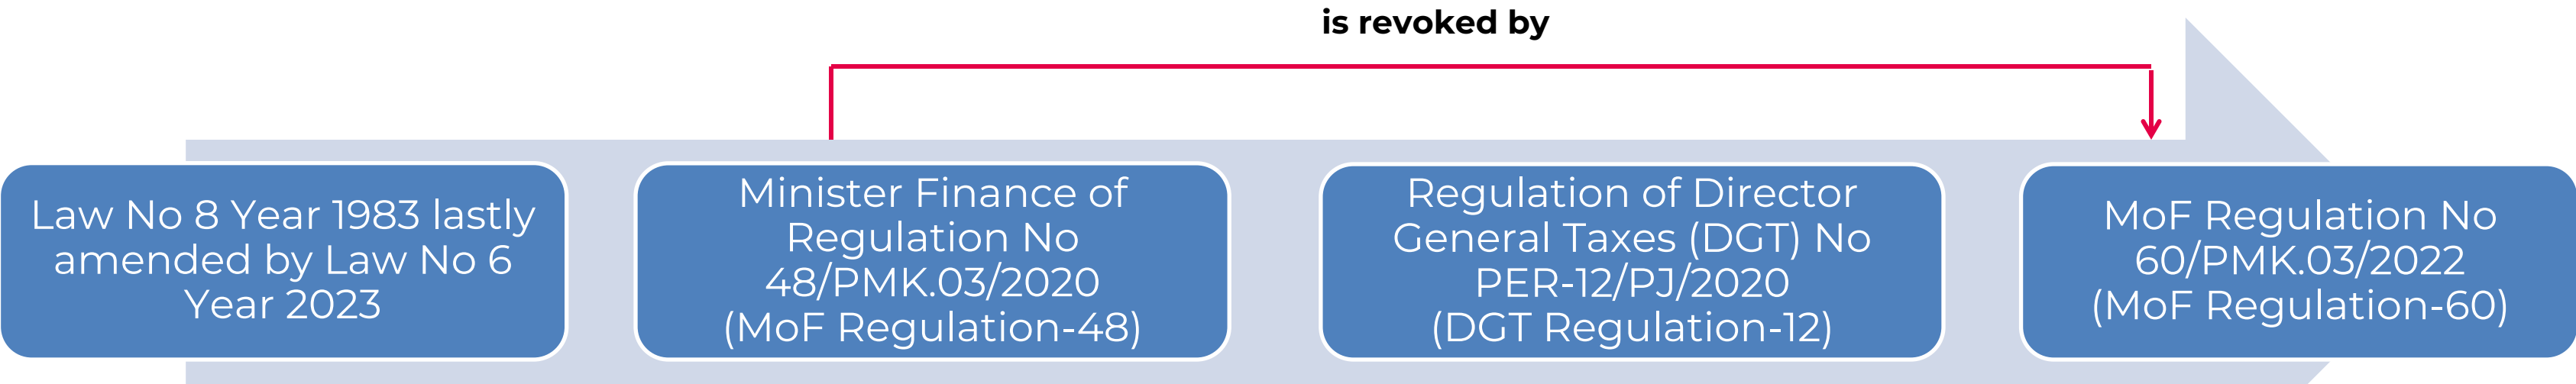 is revoked by
Law No 8 Year 1983 lastly
amended by Law No 6
Year 2023
Minister Finance of
Regulation No
48/PMK.03/2020
(MoF Regulation-48)
Regulation of Director
General Taxes (DGT) No
PER-12/PJ/2020
(DGT Regulation-12)
MoF Regulation No
60/PMK.03/2022
(MoF Regulation-60)